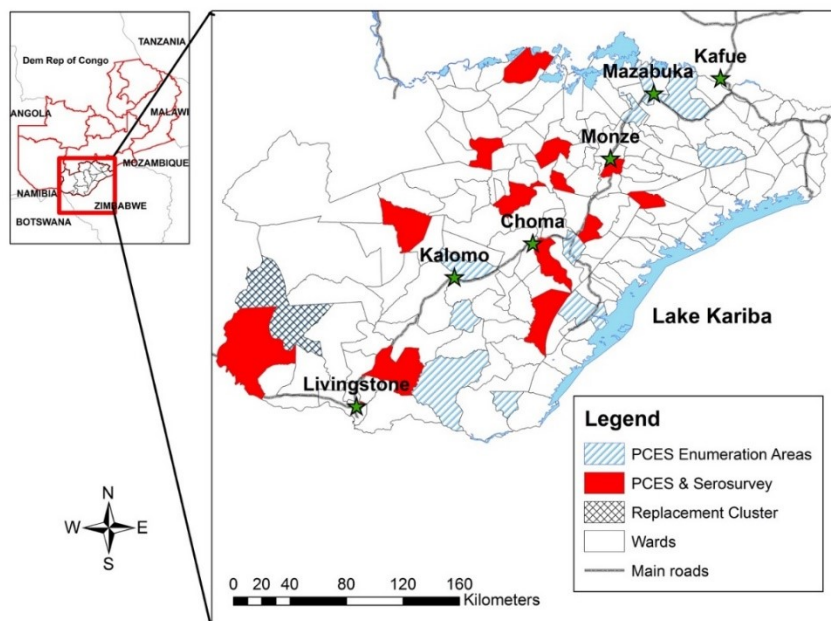 TANZANIA
Dem Rep of Congo
ANGOLA
MALAWI
MOZAMBIQUE
NAMIBIA
ZIMBABWE
BOTSWANA
Kafue
Mazabuka
Monze
Choma
Kalomo
Lake Kariba
Livingstone
N
W E
S
Legend
PCES Enumeration Areas
PCES & Serosurvey
Replacement Cluster
Wards
Main roads
0 20 40 80 120 160
Kilometers